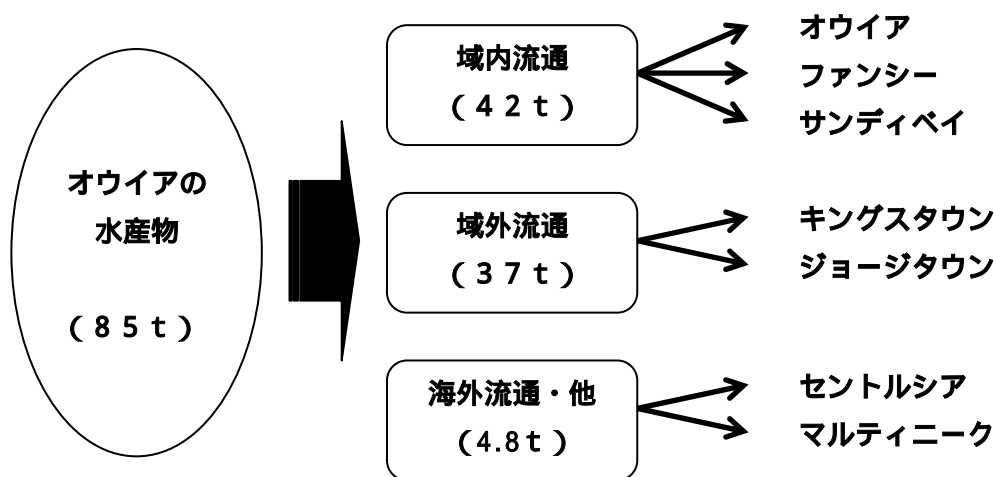 オウイアの
水産物
(85t)
域内流通
(42t)
オウイア
ファンシー
サンディベイ
域外流通
(37t)
キングスタウン
ジョージタウン
海外流通・他
(4.8t)
セントルシア
マルティニーク